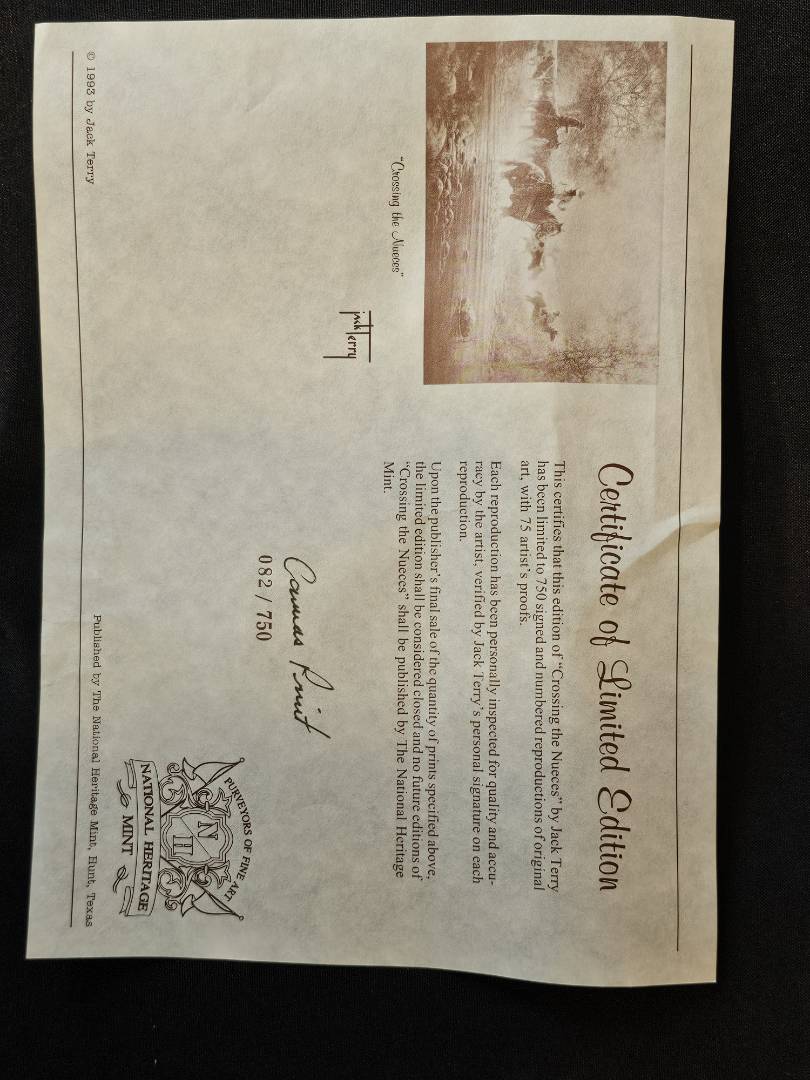 Certificate of Limited Edition
This certifies that this edition of "Crossing the Nueces" by Jack Terry
has been limited to 750 signed and numbered reproductions of original
art, with 75 artist's proofs.
Each reproduction has been personally inspected for quality and accu-
racy by the artist, verified by Jack Terry's personal signature on each
reproduction.
Upon the publisher's final sale of the quantity of prints specified above,
the limited edition shall be considered closed and no future editions of
"Crossing the Nueces" shall be published by The National Heritage
Mint.
"Crossing the Nueces"
jack Terry
Canvas Print
082 / 750
PURVEYORS OF FINE ART
N
H
NATIONAL HERITAGE
MINT
© 1993 by Jack Terry
Published by The National Heritage Mint, Hunt, Texas